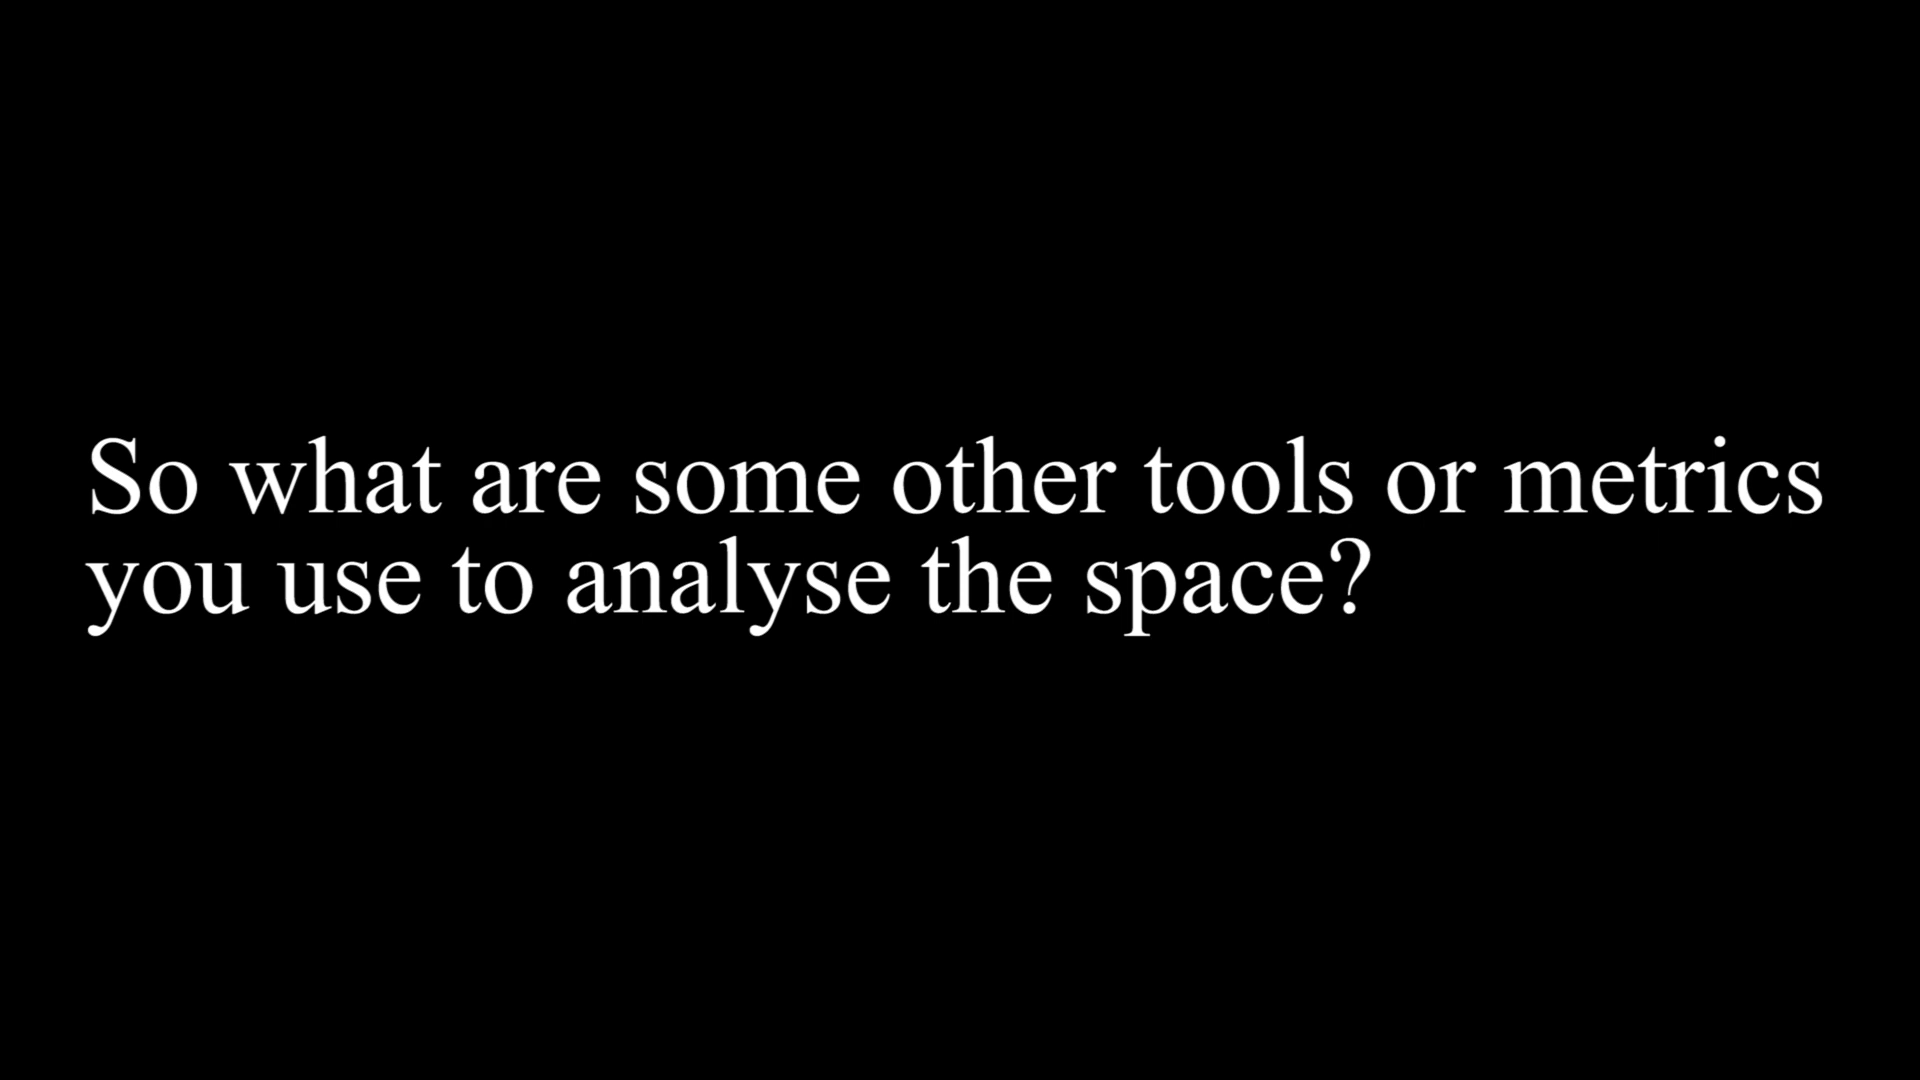 So what are some other tools or metrics
you use to analyse the space?